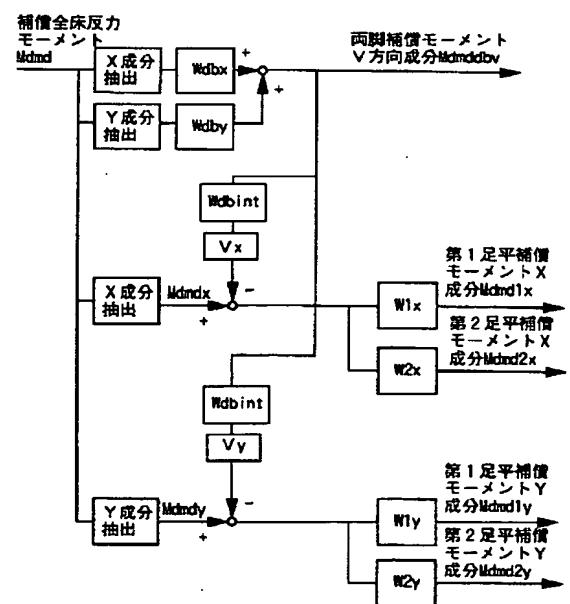 補償全床反力
モーメント
Mdmd
X成分
抽出
Wdbx
+
+
両脚補償モーメント
V方向成分Mdmddbv
Y成分
抽出
Wdby
Wdbint
Vx
-
X成分
抽出
Mdmdx
+
W1x
第1足平補償
モーメントX
成分Mdmd1x
第2足平補償
モーメントX
成分Mdmd2x
W2x
Wdbint
Vy
-
Y成分
抽出
Mdmdy
+
W1y
第1足平補償
モーメントY
成分Mdmd1y
第2足平補償
モーメントY
成分Mdmd2y
W2y